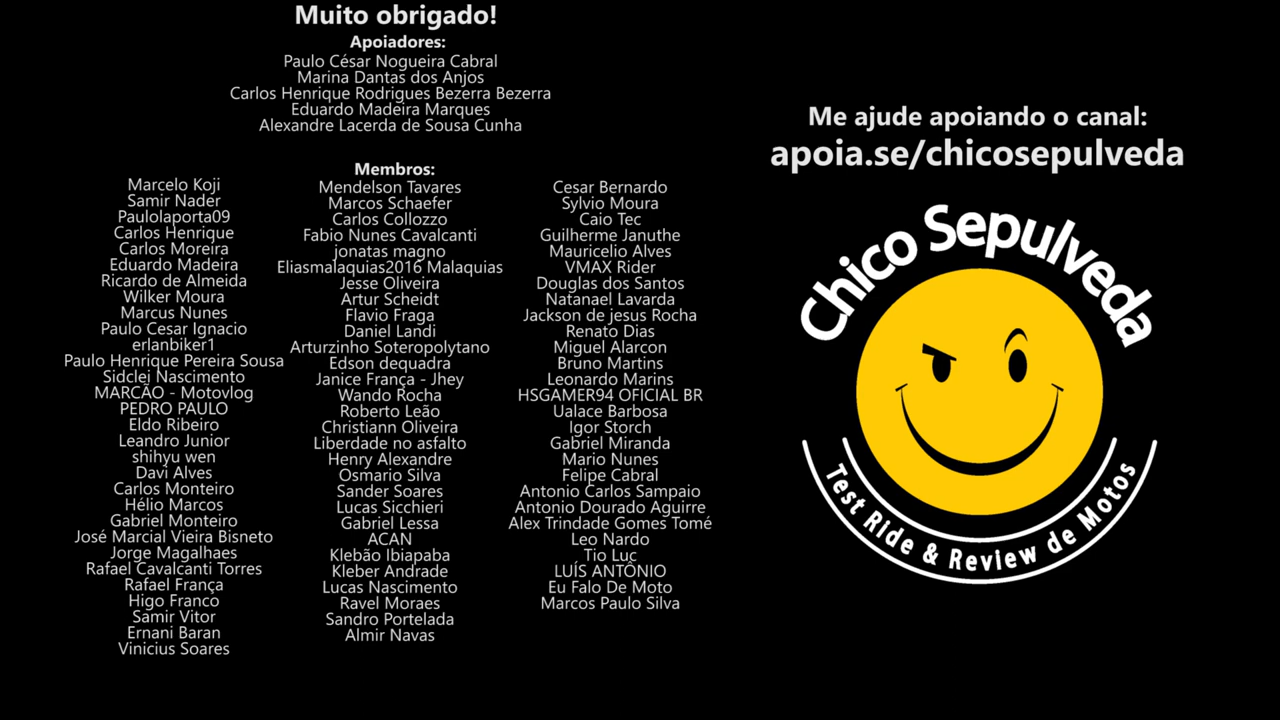 Muito obrigado!
Apoiadores:
Paulo César Nogueira Cabral
Marina Dantas dos Anjos
Carlos Henrique Rodrigues Bezerra Bezerra
Eduardo Madeira Marques
Alexandre Lacerda de Sousa Cunha
Membros:
Marcelo Koji
Samir Nader
Paulolaporta09
Carlos Henrique
Carlos Moreira
Eduardo Madeira
Ricardo de Almeida
Wilker Moura
Marcus Nunes
Paulo Cesar Ignacio
erlanbiker1
Paulo Henrique Pereira Sousa
Sidclei Nascimento
MARCÃO - Motovlog
PEDRO PAULO
Eldo Ribeiro
Leandro Junior
shihyu wen
Davi Alves
Carlos Monteiro
Hélio Marcos
Gabriel Monteiro
José Marcial Vieira Bisneto
Jorge Magalhaes
Rafael Cavalcanti Torres
Rafael França
Higo Franco
Samir Vitor
Ernani Baran
Vinicius Soares
Mendelson Tavares
Marcos Schaefer
Carlos Collozzo
Fabio Nunes Cavalcanti
jonatas magno
Eliasmalaquias2016 Malaquias
Jesse Oliveira
Artur Scheidt
Flavio Fraga
Daniel Landi
Arturzinho Soteropolytano
Edson dequadra
Janice França - Jhey
Wando Rocha
Roberto Leão
Christiann Oliveira
Liberdade no asfalto
Henry Alexandre
Osmario Silva
Sander Soares
Lucas Sicchieri
Gabriel Lessa
ACAN
Klebão Ibiapaba
Kleber Andrade
Lucas Nascimento
Ravel Moraes
Sandro Portelada
Almir Navas
Cesar Bernardo
Sylvio Moura
Caio Tec
Guilherme Januthe
Mauricelio Alves
VMAX Rider
Douglas dos Santos
Natanael Lavarda
Jackson de jesus Rocha
Renato Dias
Miguel Alarcon
Bruno Martins
Leonardo Marins
HSGAMER94 OFICIAL BR
Ualace Barbosa
Igor Storch
Gabriel Miranda
Mario Nunes
Felipe Cabral
Antonio Carlos Sampaio
Antonio Dourado Aguirre
Alex Trindade Gomes Tomé
Leo Nardo
Tio Luc
LUÍS ANTÔNIO
Eu Falo De Moto
Marcos Paulo Silva
Me ajude apoiando o canal:
apoia.se/chicosepulveda
Chico Sepulveda
Test Ride & Review de Motos